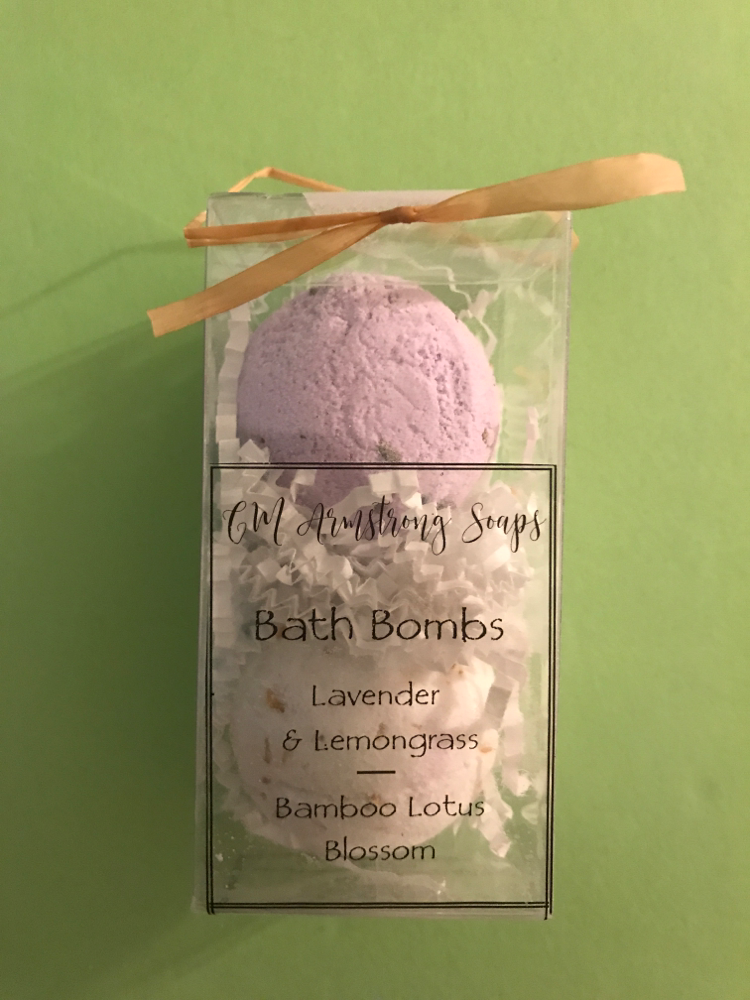 CM Armstrong Soaps
Bath Bombs
Lavender
& Lemongrass
Bamboo Lotus
Blossom